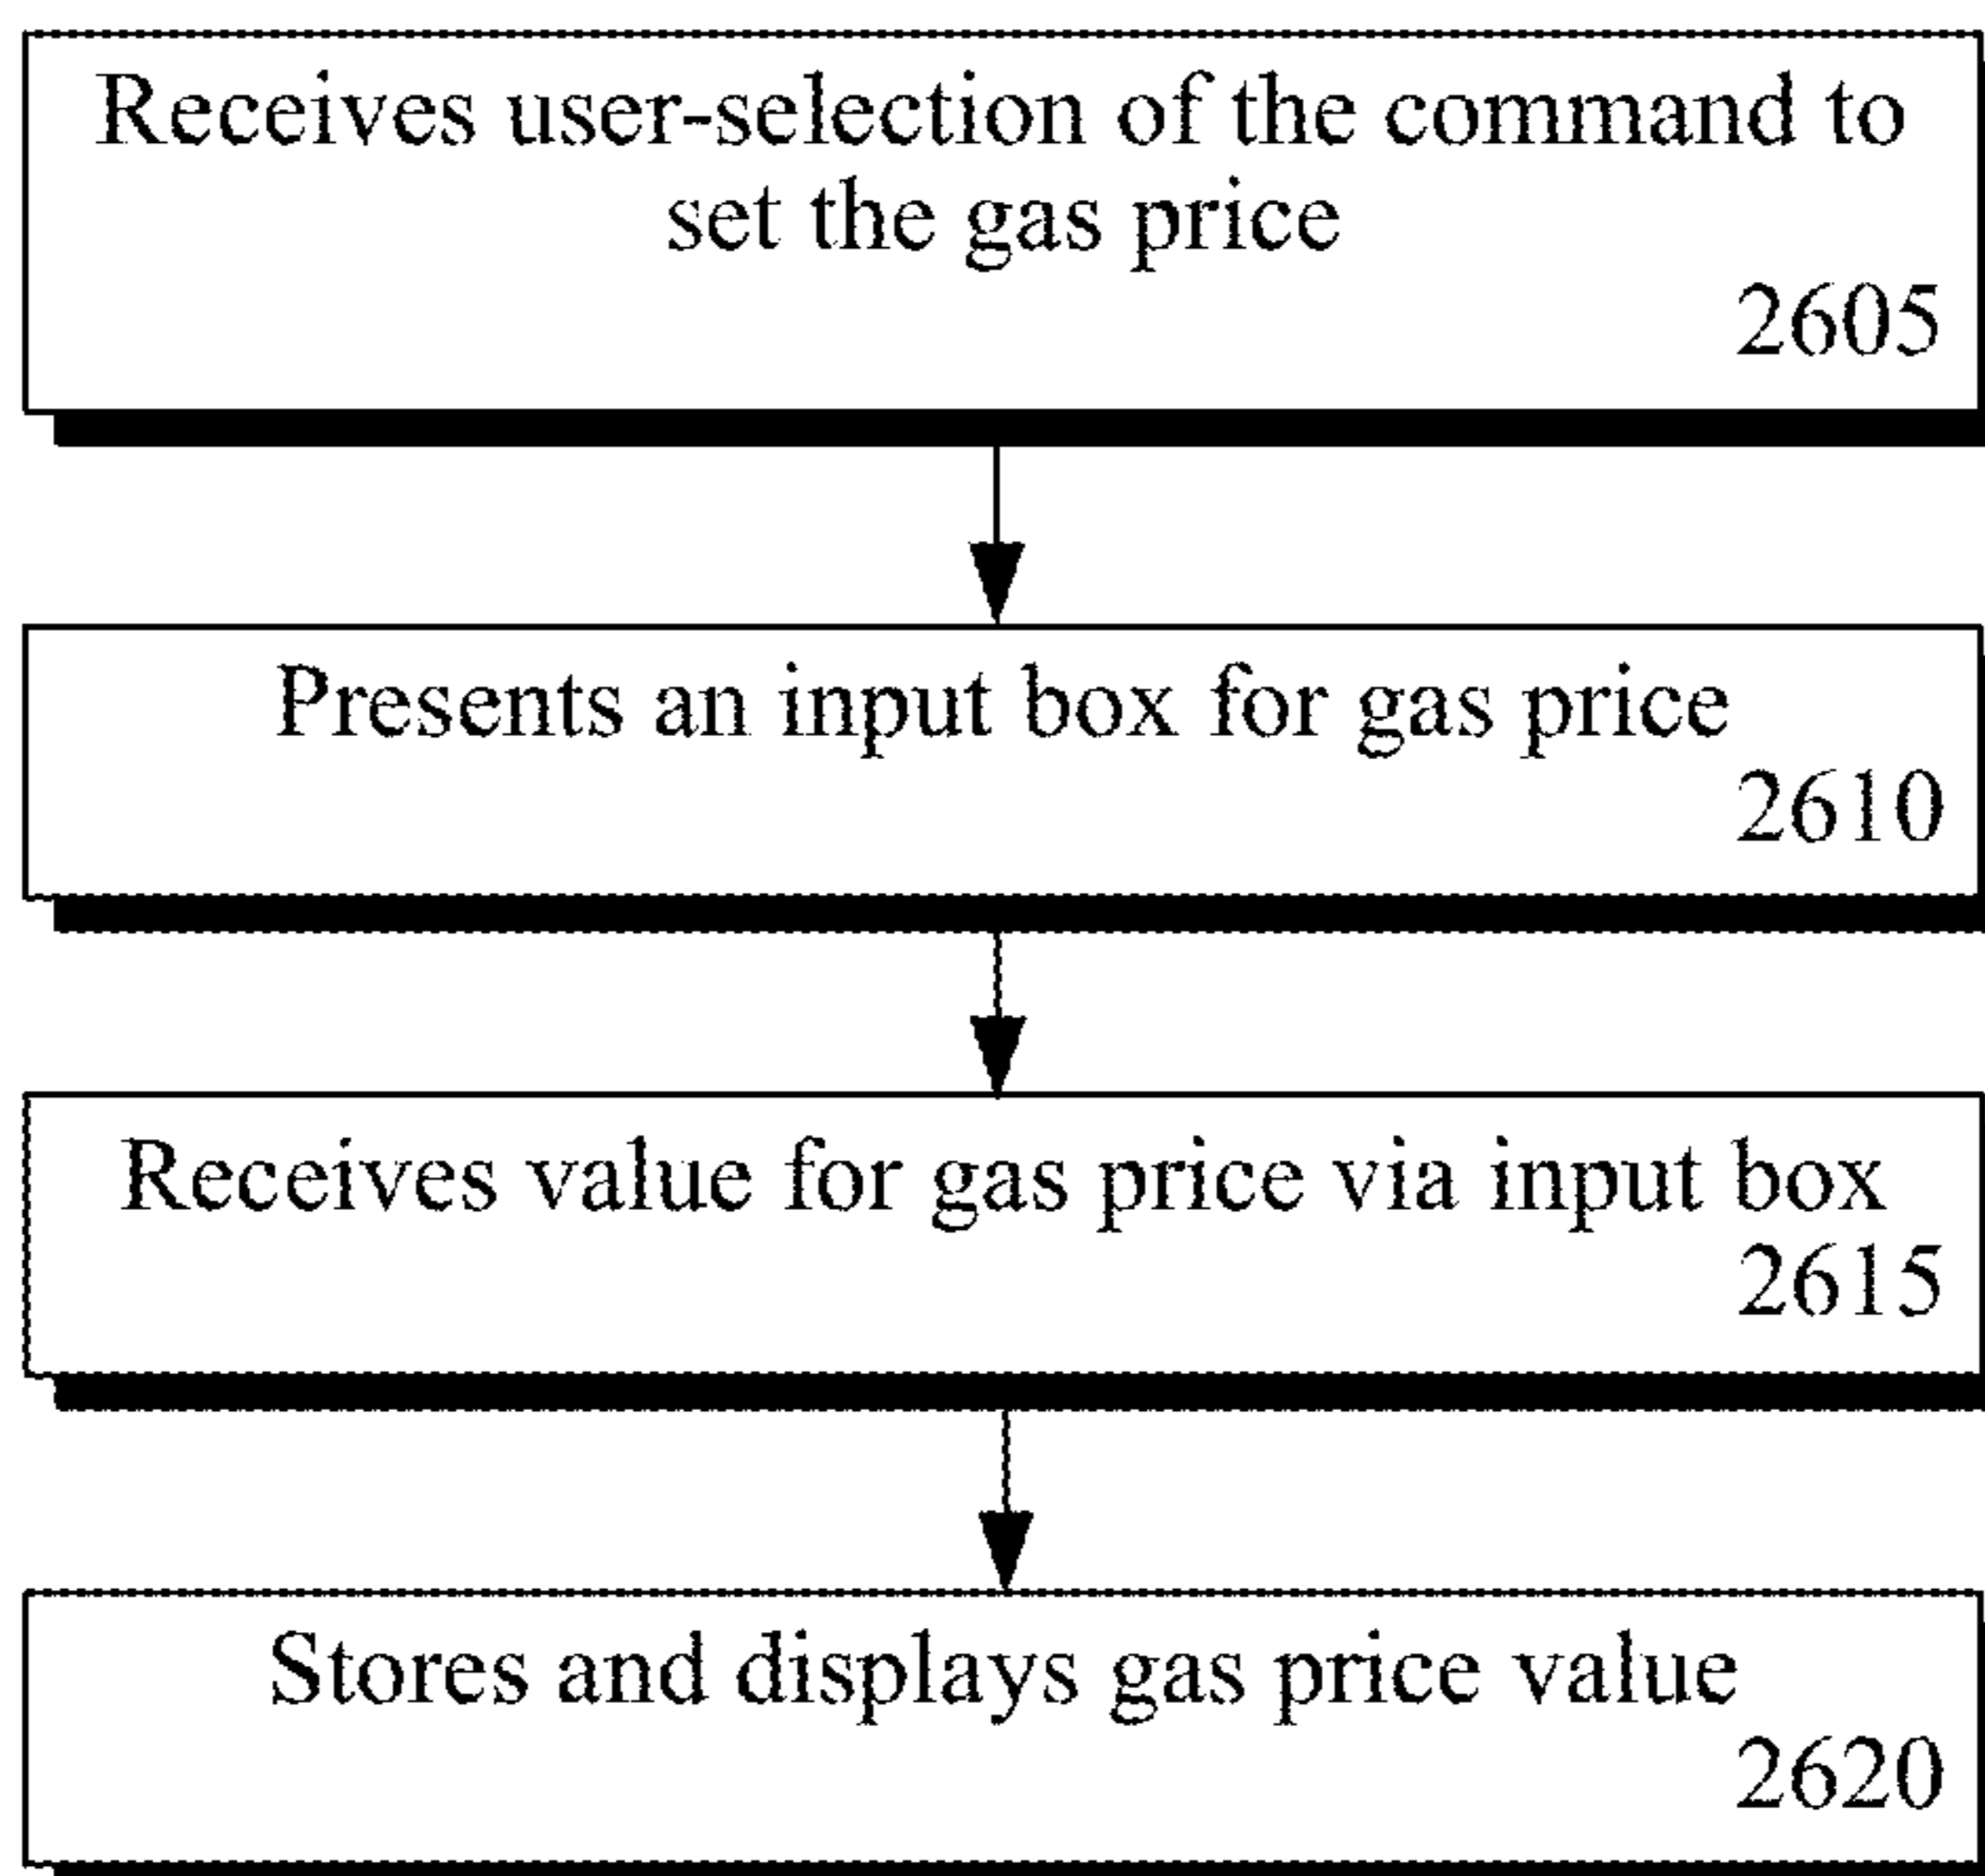 Receives user-selection of the command to
set the gas price
2605
Presents an input box for gas price
2610
Receives value for gas price via input box
2615
Stores and displays gas price value
2620